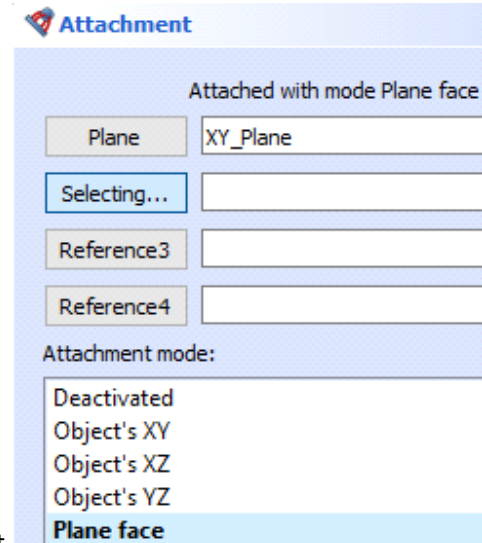 Attachment
Attached with mode Plane face
Plane XY_Plane
Selecting...
Reference3
Reference4
Attachment mode:
Deactivated
Object's XY
Object's XZ
Object's YZ
Plane face